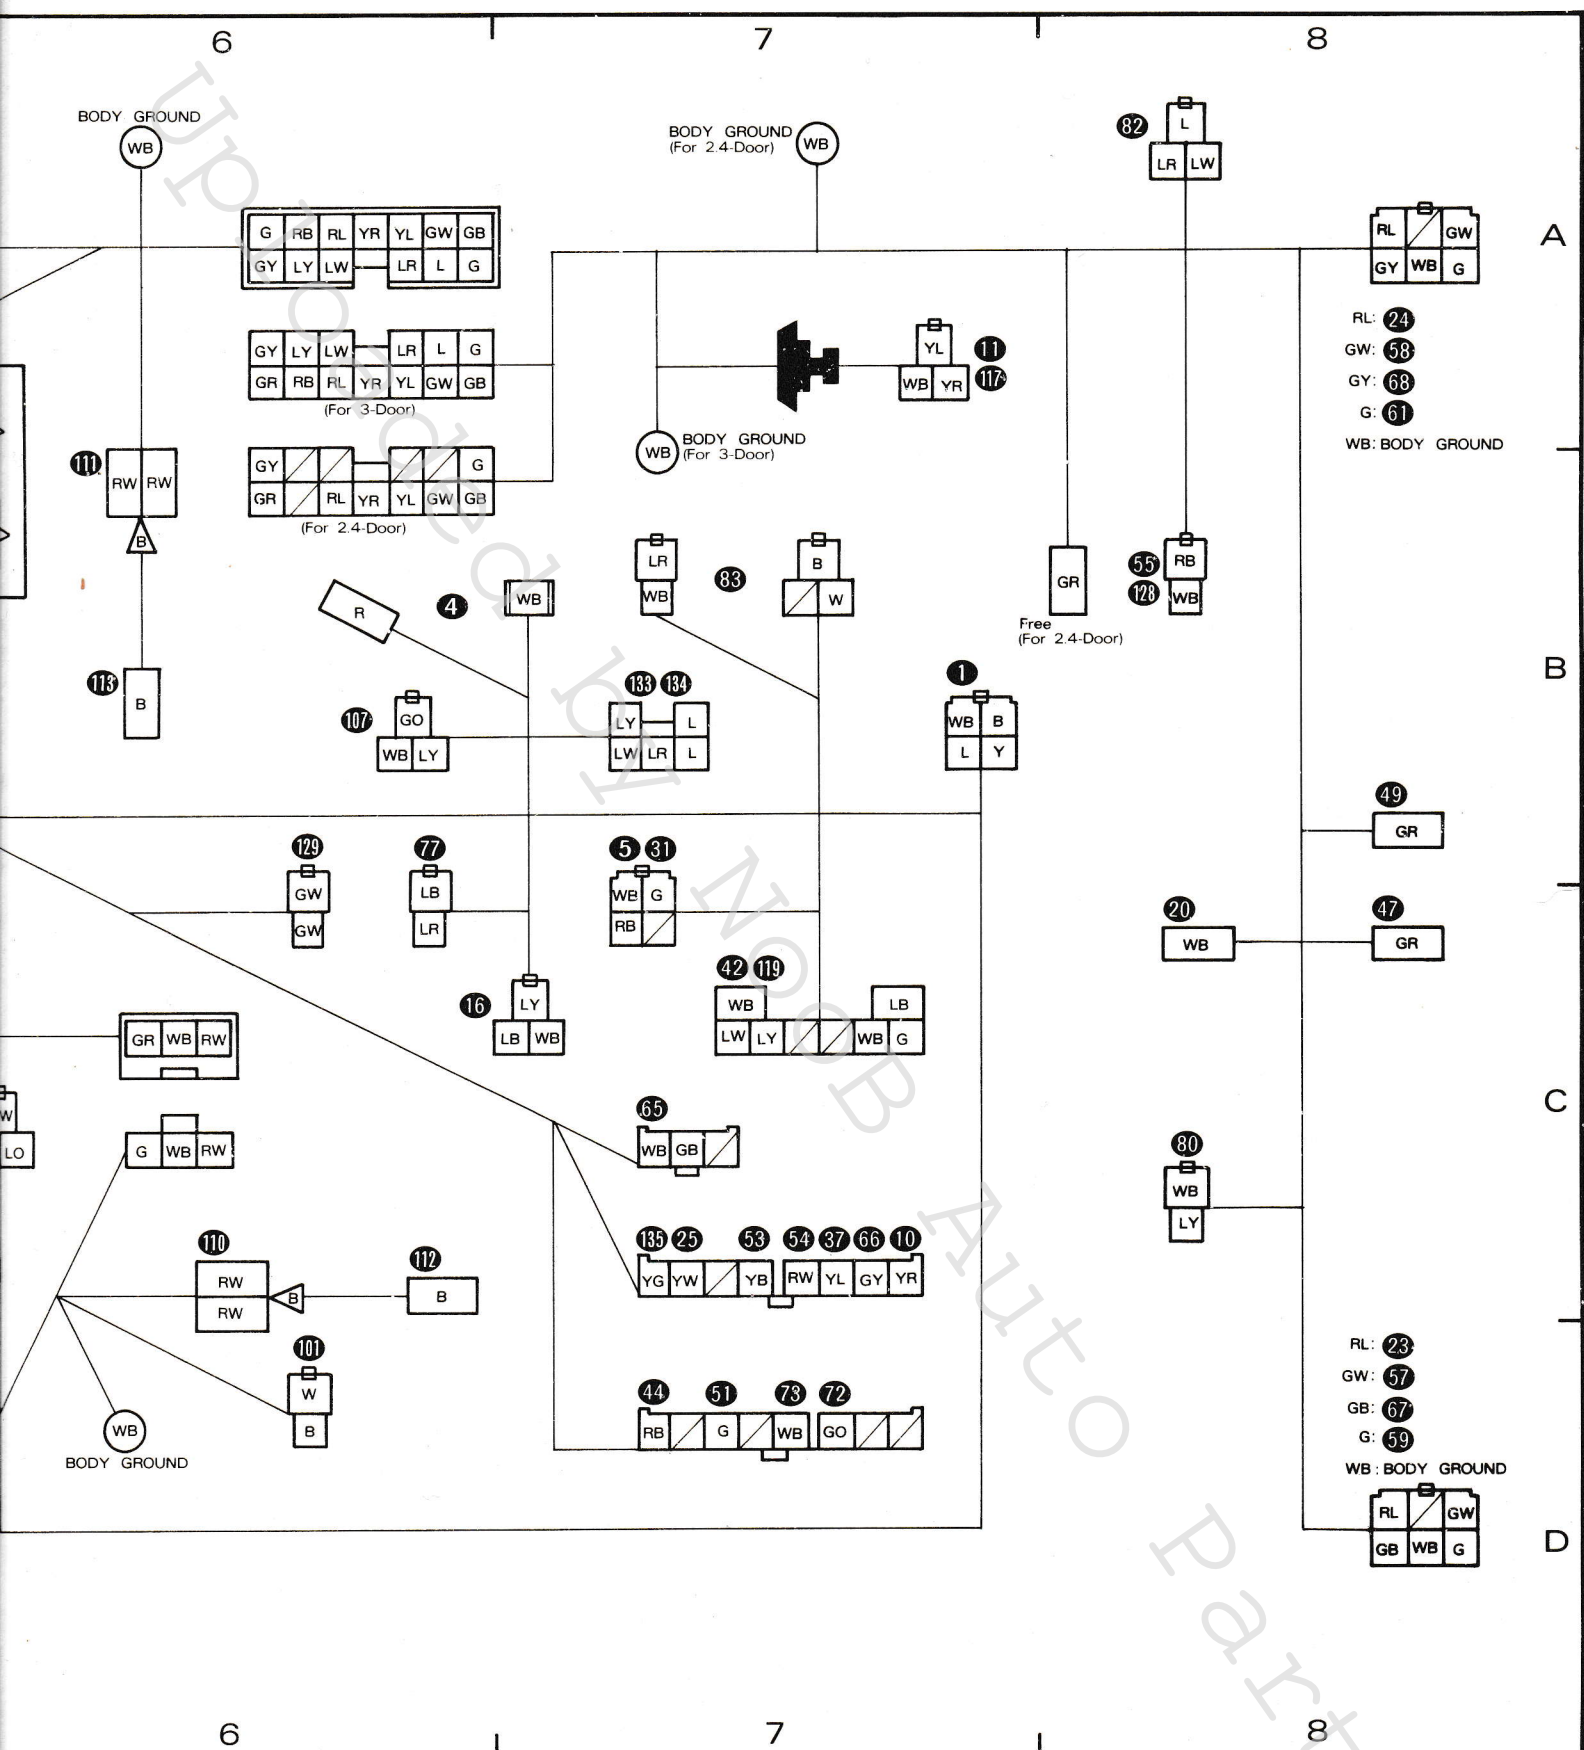 6 7 8
BODY GROUND
WB
BODY GROUND
(For 2.4-Door)
WB
82
L
LR LW
A
G RB RL YR YL GW GB
GY LY LW LR L G
RL GW
GY WB G
RL: 24
GW: 58
GY: 68
G: 61
WB: BODY GROUND
GY LY LW LR L G
GR RB RL YR YL GW GB
(For 3-Door)
YL
WB YR
11
117
WB
BODY GROUND
(For 3-Door)
111
RW RW
B
GY G
GR RL YR YL GW GB
(For 2.4-Door)
R
4
WB
LR
WB
83
B
W
GR
Free
(For 2.4-Door)
55
128
RB
WB
B
113
B
107
GO
WB LY
133 134
LY L
LW LR L
1
WB B
L Y
49
GR
129
GW
GW
77
LB
LR
5 31
WB G
RB
20
WB
47
GR
16
LY
LB WB
42 119
WB LB
LW LY WB G
GR WB RW
C
W
LO
G WB RW
65
WB GB
80
WB
LY
110
RW
RW
B
112
B
135 25 53 54 37 66 10
YG YW YB RW YL GY YR
101
W
B
WB
BODY GROUND
44 51 73 72
RB G WB GO
RL: 23
GW: 57
GB: 67
G: 59
WB: BODY GROUND
RL GW
GB WB G
D
6 7 8
Uploaded by NooB Auto Part